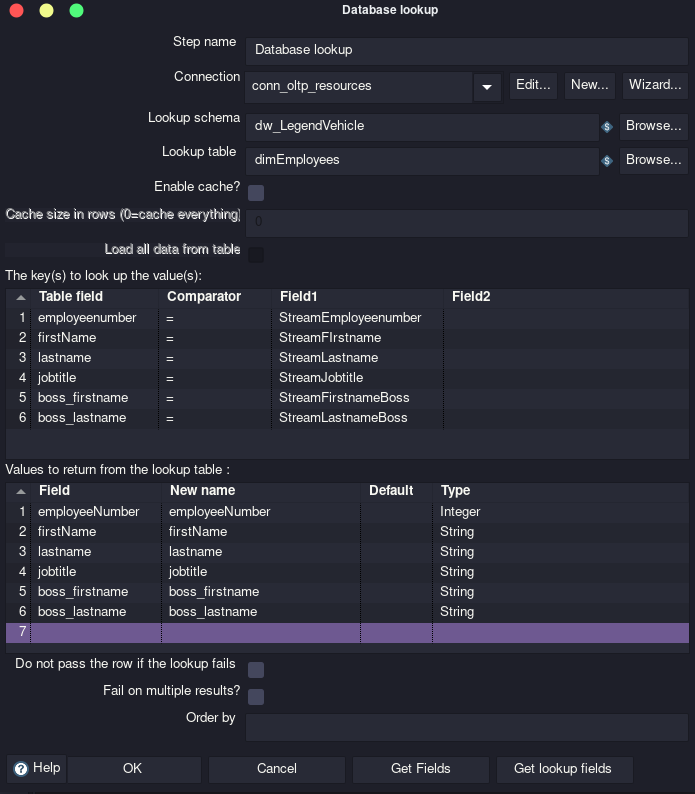 Database lookup
Step name Database lookup
Connection conn_oltp_resources Edit... New... Wizard...
Lookup schema dw_LegendVehicle $ Browse...
Lookup table dimEmployees $ Browse...
Enable cache?
Cache size in rows (0=cache everything) 0
Load all data from table
The key(s) to look up the value(s):
Table field Comparator Field1 Field2
1 employeenumber = StreamEmployeenumber
2 firstName = StreamFIrstname
3 lastname = StreamLastname
4 jobtitle = StreamJobtitle
5 boss_firstname = StreamFirstnameBoss
6 boss_lastname = StreamLastnameBoss
Values to return from the lookup table :
Field New name Default Type
1 employeeNumber employeeNumber Integer
2 firstName firstName String
3 lastname lastname String
4 jobtitle jobtitle String
5 boss_firstname boss_firstname String
6 boss_lastname boss_lastname String
7
Do not pass the row if the lookup fails
Fail on multiple results?
Order by
? Help OK Cancel Get Fields Get lookup fields